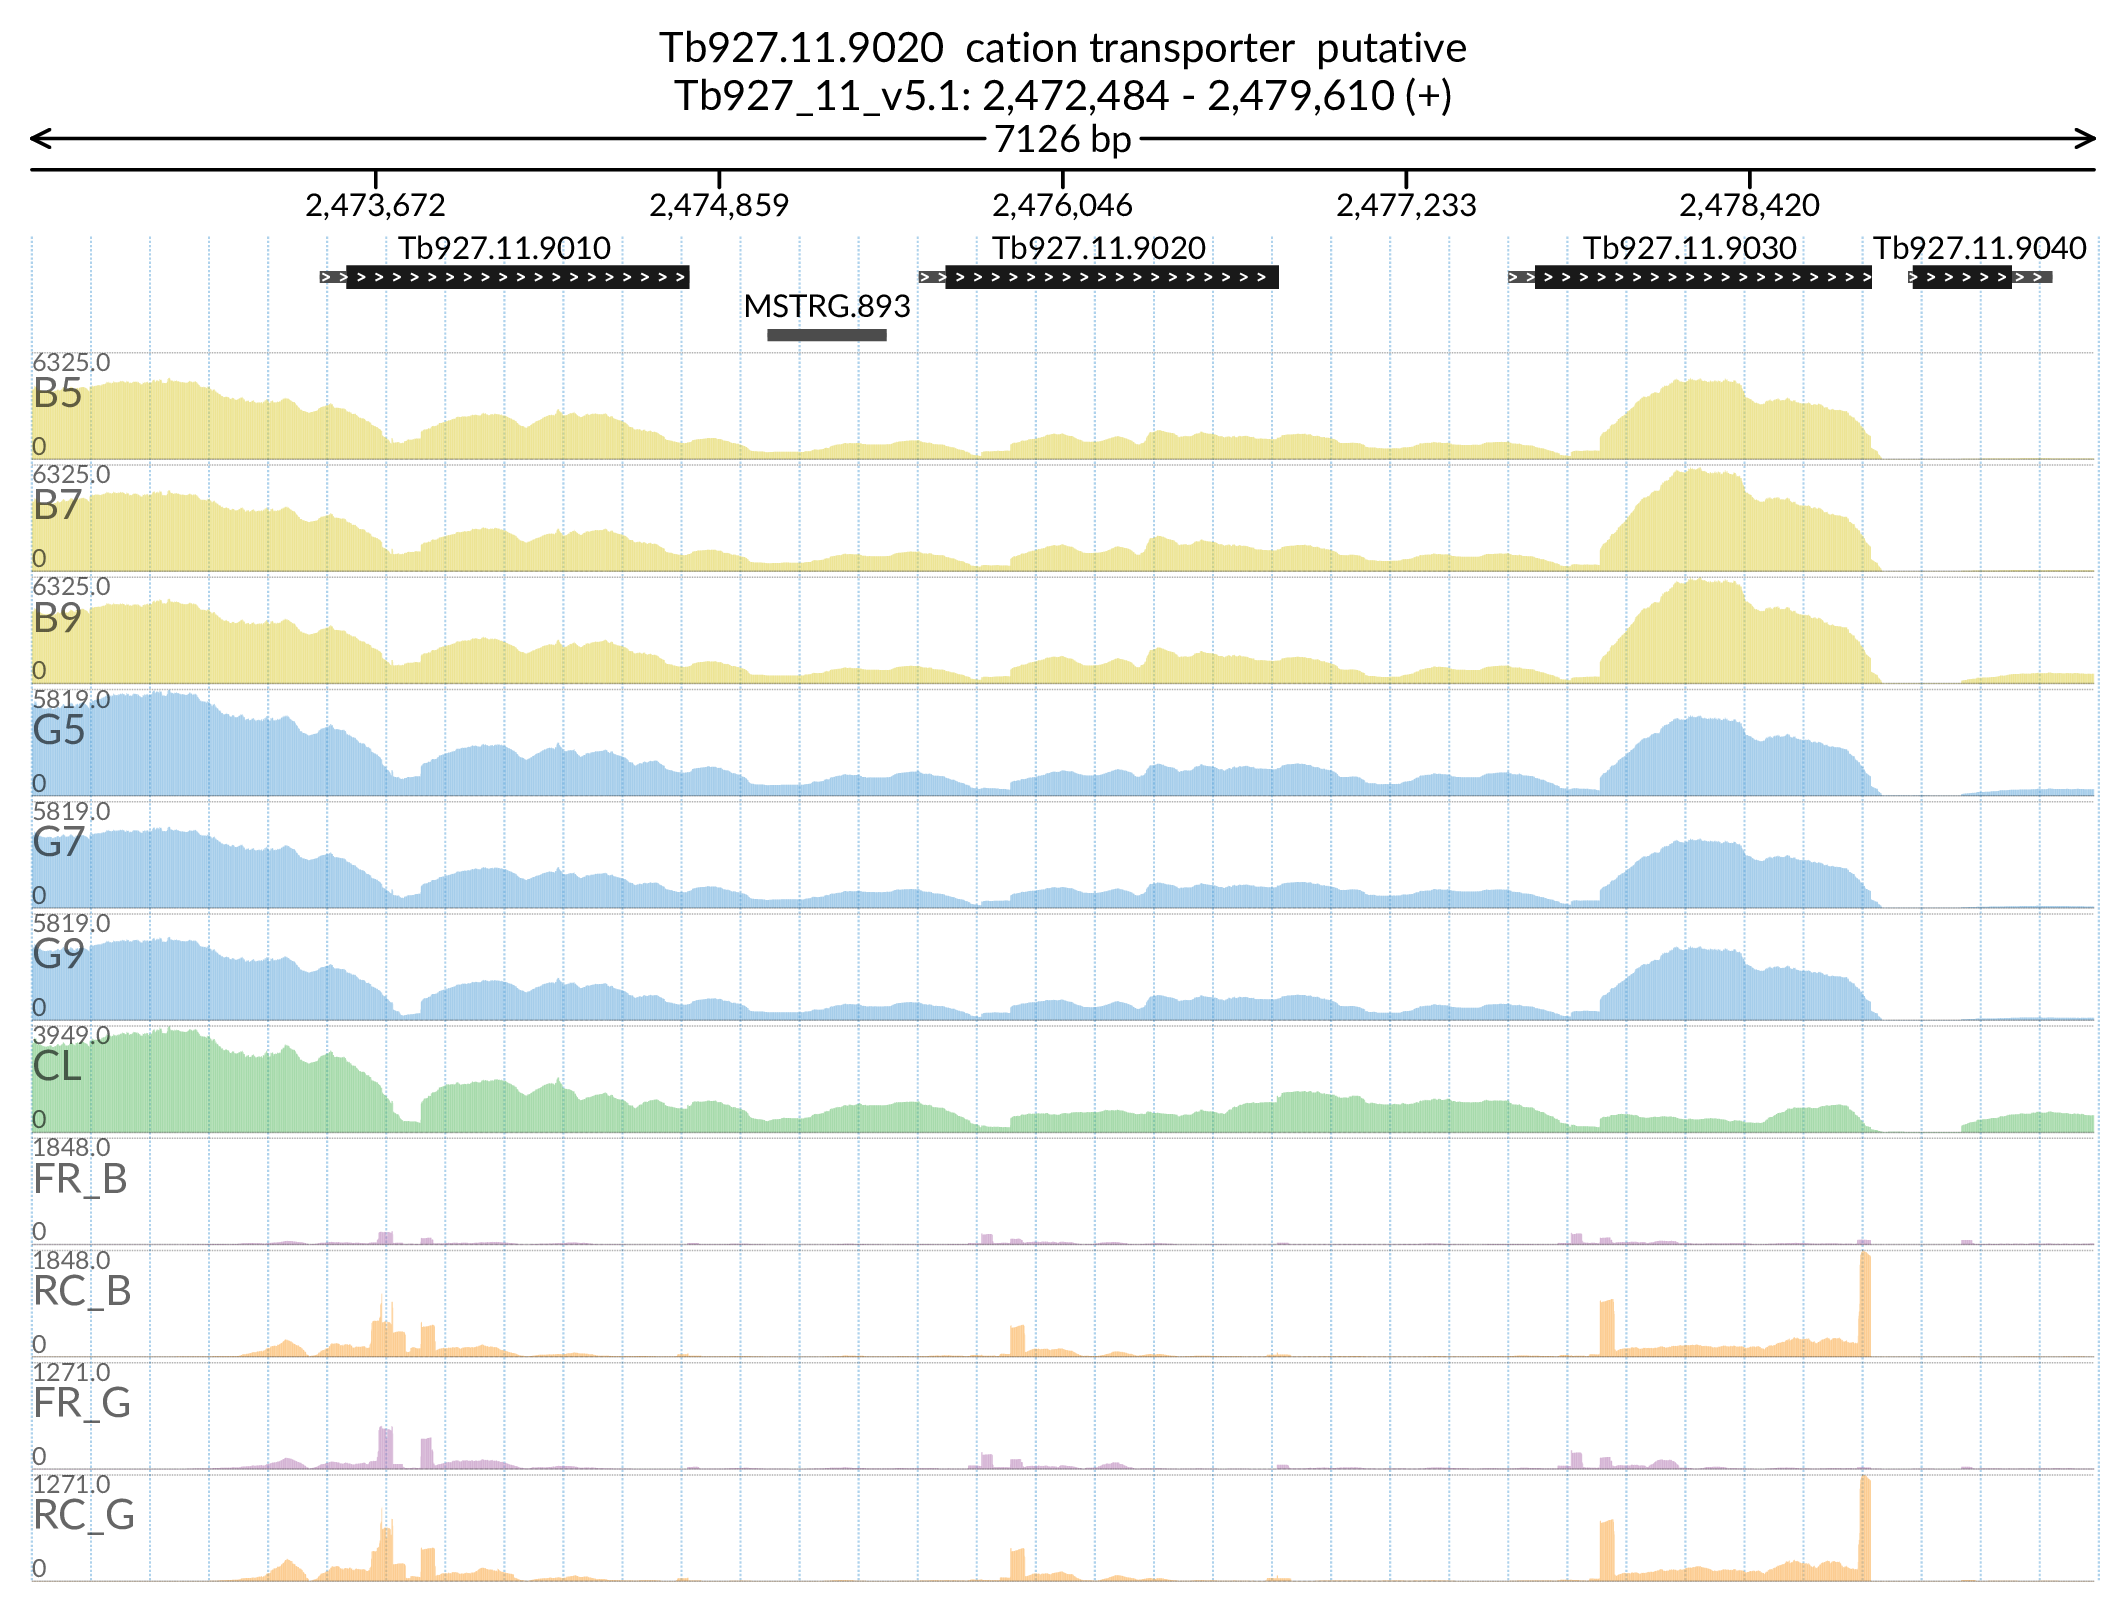 Tb927.11.9020 cation transporter putative
Tb927_11_v5.1: 2,472,484 - 2,479,610 (+)
7126 bp
2,473,672 2,474,859 2,476,046 2,477,233 2,478,420
Tb927.11.9010 Tb927.11.9020 Tb927.11.9030 Tb927.11.9040
MSTRG.893
6325.0
B5
0
6325.0
B7
0
6325.0
B9
0
5819.0
G5
0
5819.0
G7
0
5819.0
G9
0
3949.0
CL
0
1848.0
FR_B
0
1848.0
RC_B
0
1271.0
FR_G
0
1271.0
RC_G
0